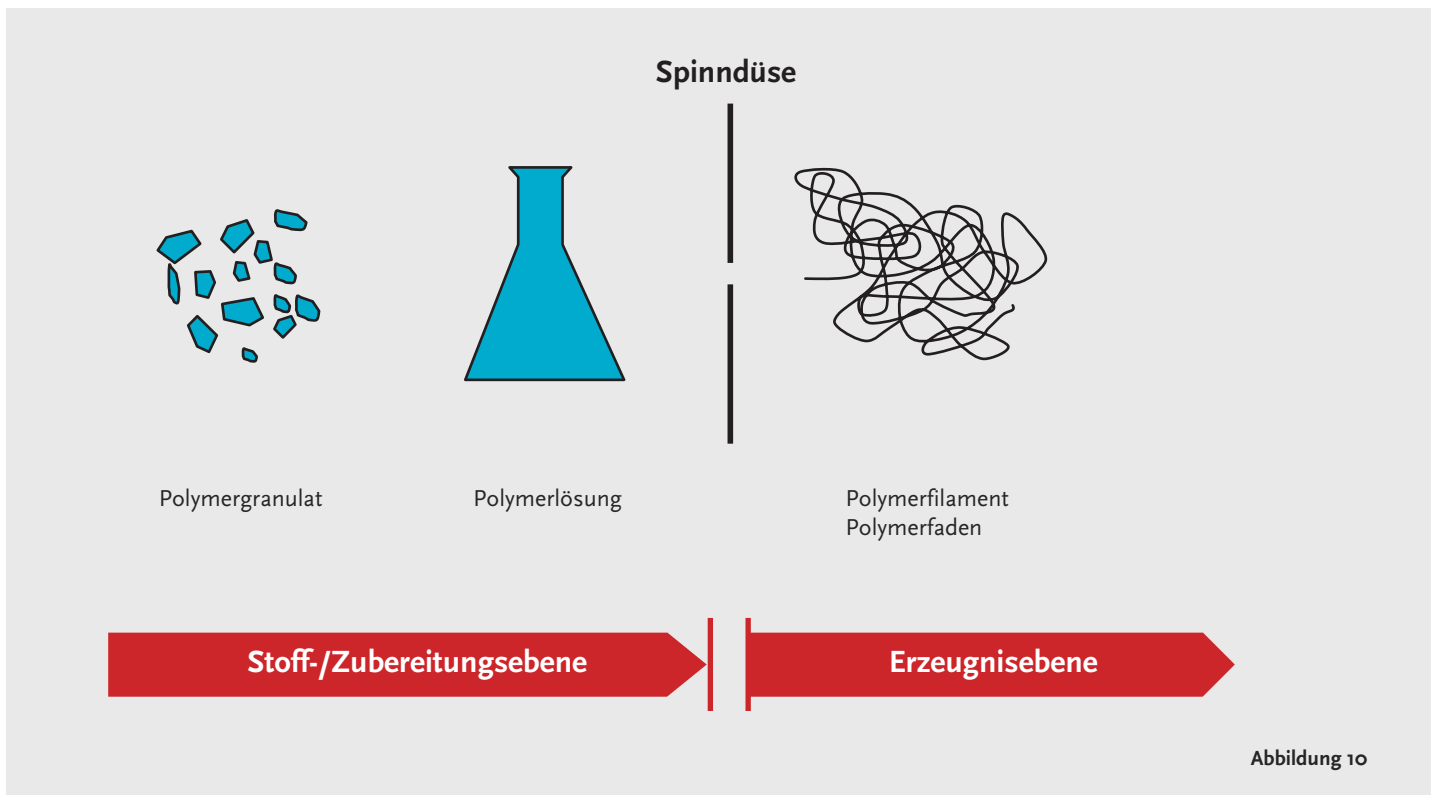 Spinndüse
Polymergranulat
Polymerlösung
Polymerfilament
Polymerfaden
Stoff-/Zubereitungsebene
Erzeugnisebene
Abbildung 10